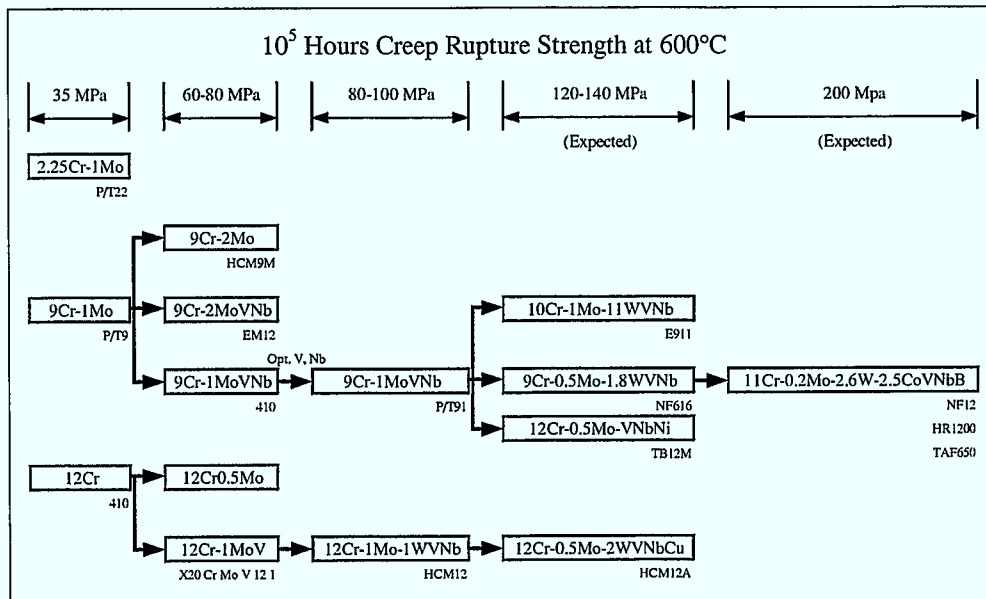 10⁵ Hours Creep Rupture Strength at 600°C
35 MPa 60-80 MPa 80-100 MPa 120-140 MPa 200 Mpa
(Expected) (Expected)
2.25Cr-1Mo
P/T22
9Cr-2Mo
HCM9M
9Cr-1Mo 9Cr-2MoVNb 10Cr-1Mo-11WVNb
P/T9 EM12 E911
Opt, V, Nb
9Cr-1MoVNb 9Cr-1MoVNb 9Cr-0.5Mo-1.8WVNb 11Cr-0.2Mo-2.6W-2.5CoVNbB
410 P/T91 NF616 NF12
12Cr-0.5Mo-VNbNi HR1200
TB12M TAF650
12Cr 12Cr0.5Mo
410
12Cr-1MoV 12Cr-1Mo-1WVNb 12Cr-0.5Mo-2WVNbCu
X20 Cr Mo V 12 1 HCM12 HCM12A